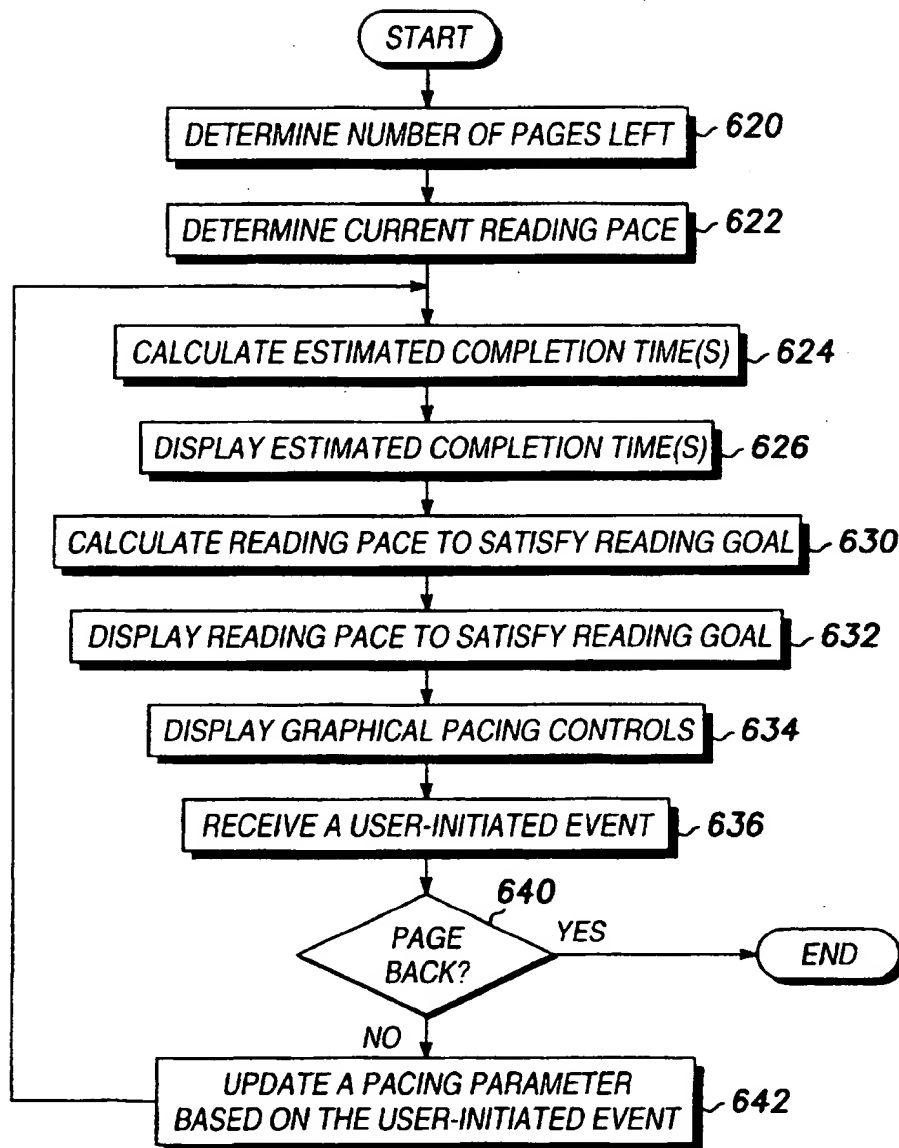 START
DETERMINE NUMBER OF PAGES LEFT 620
DETERMINE CURRENT READING PACE 622
CALCULATE ESTIMATED COMPLETION TIME(S) 624
DISPLAY ESTIMATED COMPLETION TIME(S) 626
CALCULATE READING PACE TO SATISFY READING GOAL 630
DISPLAY READING PACE TO SATISFY READING GOAL 632
DISPLAY GRAPHICAL PACING CONTROLS 634
RECEIVE A USER-INITIATED EVENT 636
640
PAGE
BACK?
YES
END
NO
UPDATE A PACING PARAMETER
BASED ON THE USER-INITIATED EVENT 642